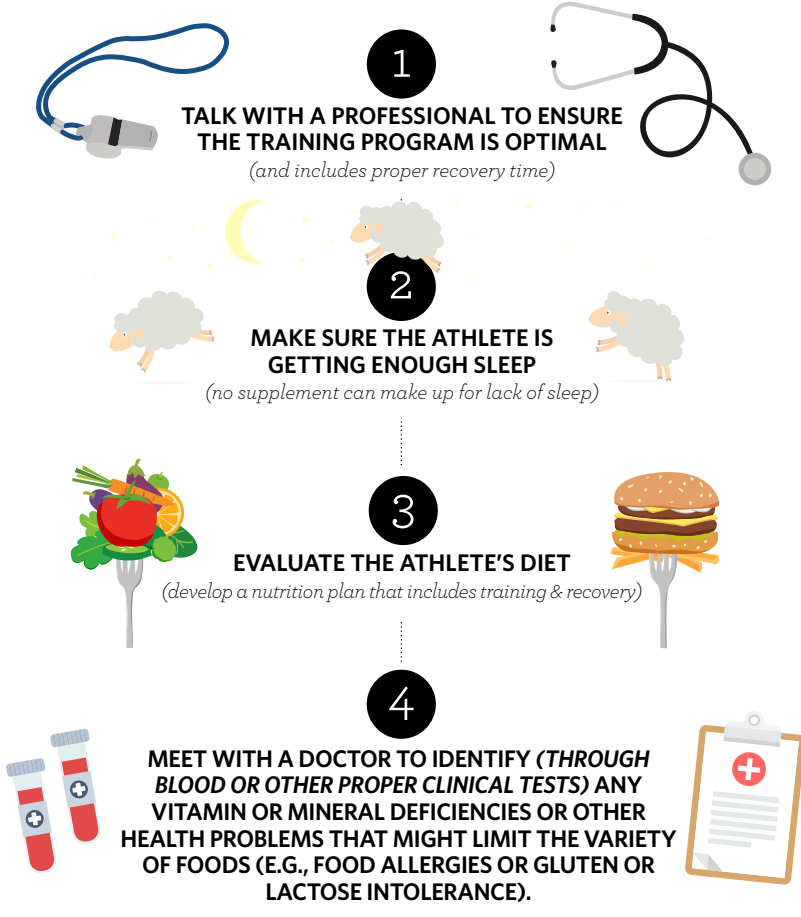 1
TALK WITH A PROFESSIONAL TO ENSURE
THE TRAINING PROGRAM IS OPTIMAL
(and includes proper recovery time)
2
MAKE SURE THE ATHLETE IS
GETTING ENOUGH SLEEP
(no supplement can make up for lack of sleep)
3
EVALUATE THE ATHLETE’S DIET
(develop a nutrition plan that includes training & recovery)
4
MEET WITH A DOCTOR TO IDENTIFY (THROUGH
BLOOD OR OTHER PROPER CLINICAL TESTS) ANY
VITAMIN OR MINERAL DEFICIENCIES OR OTHER
HEALTH PROBLEMS THAT MIGHT LIMIT THE VARIETY
OF FOODS (E.G., FOOD ALLERGIES OR GLUTEN OR
LACTOSE INTOLERANCE).